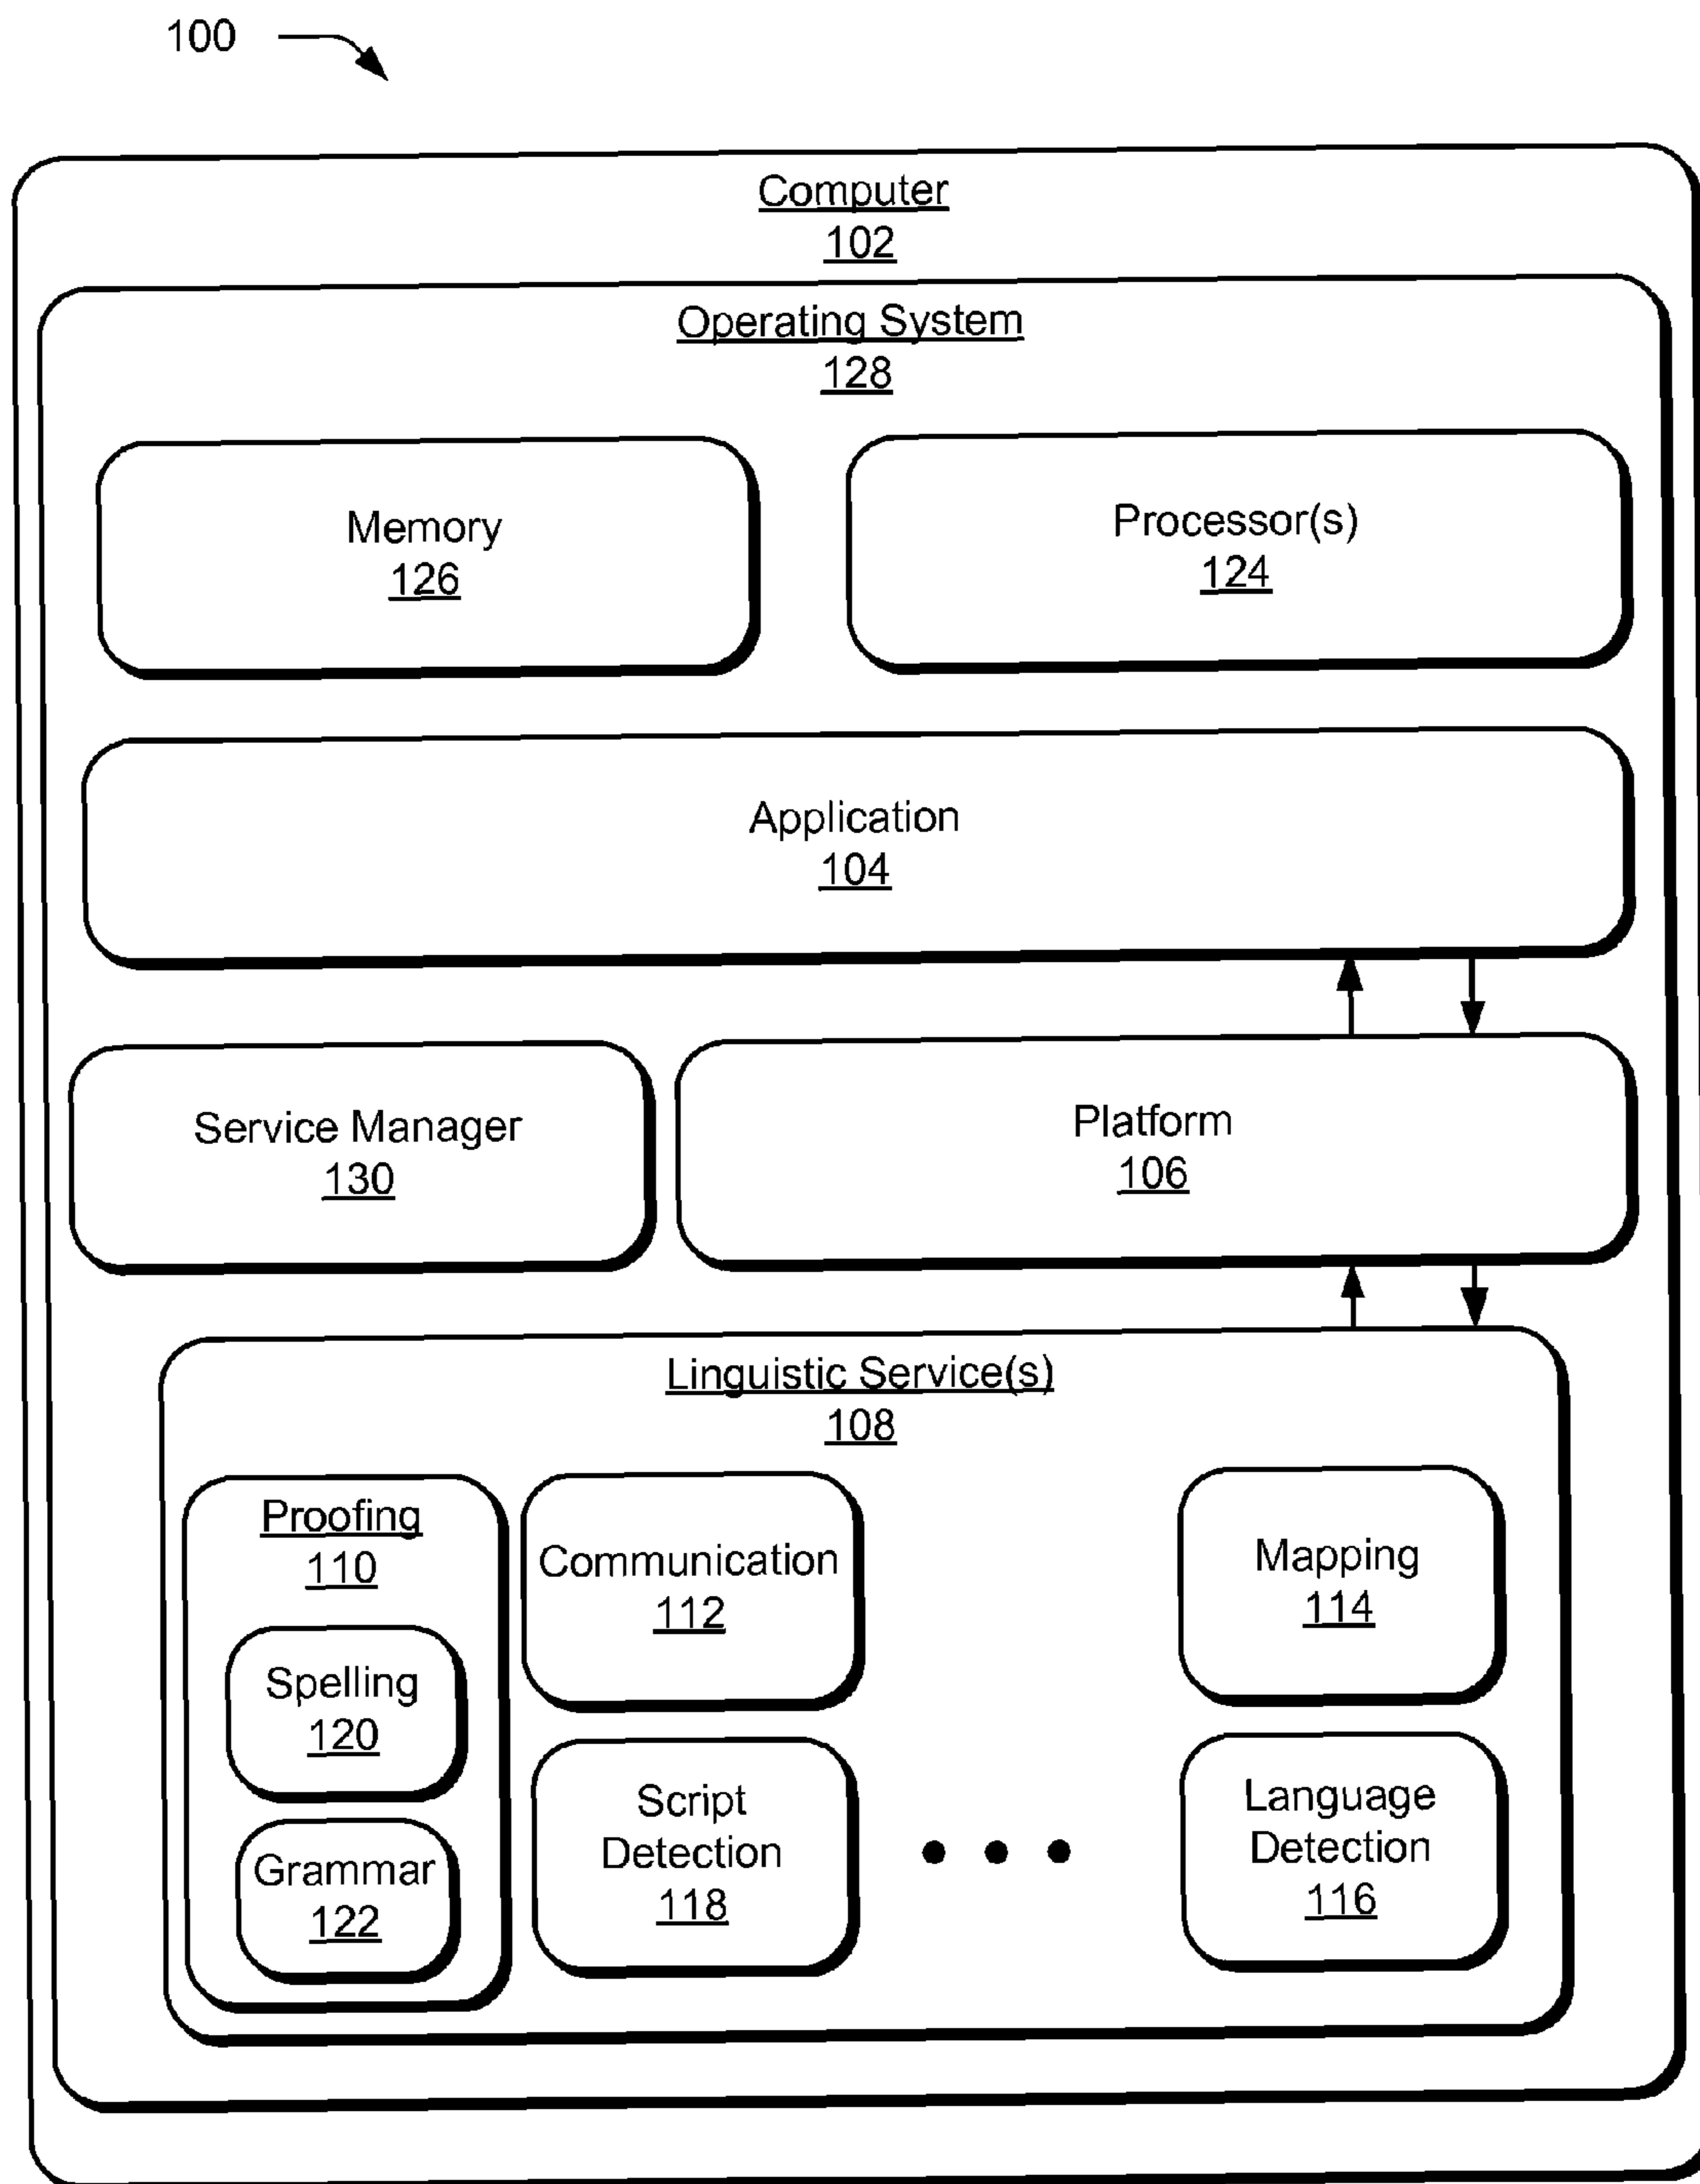 100
Computer
102
Operating System
128
Memory
126
Processor(s)
124
Application
104
Service Manager
130
Platform
106
Linguistic Service(s)
108
Proofing
110
Spelling
120
Grammar
122
Communication
112
Script
Detection
118
Mapping
114
Language
Detection
116